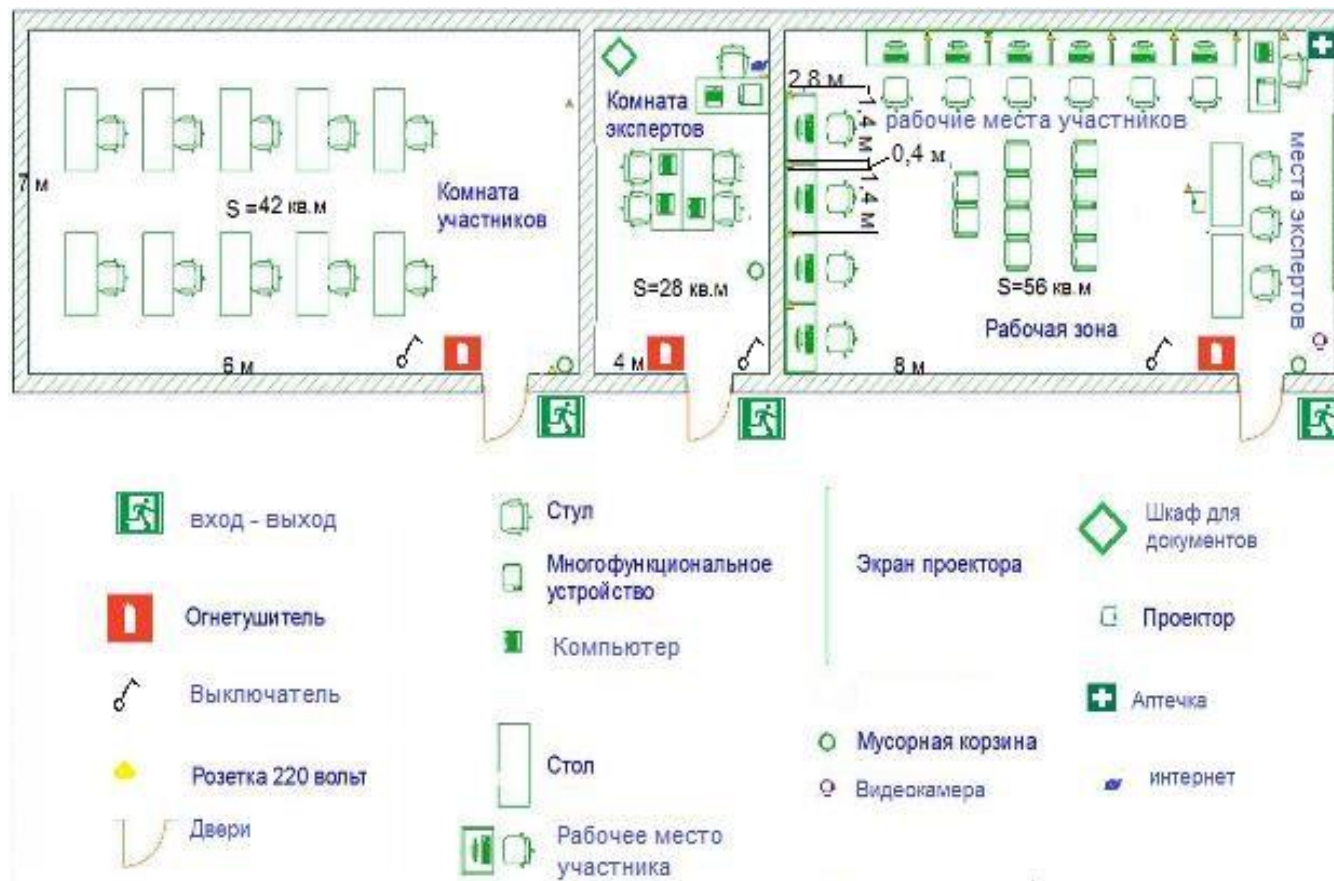 7 м
S =42 кв.м
Комната
участников
6 м
Комната
экспертов
S=28 кв.м
4 м
2,8 м
1,4 м
0,4 м
1,4 м
рабочие места участников
места экспертов
S=56 кв.м
Рабочая зона
8 м
вход - выход
Огнетушитель
Выключатель
Розетка 220 вольт
Двери
Стул
Многофункциональное
устройство
Компьютер
Стол
Рабочее место
участника
Экран проектора
Мусорная корзина
Видеокамера
Шкаф для
документов
Проектор
Аптечка
интернет